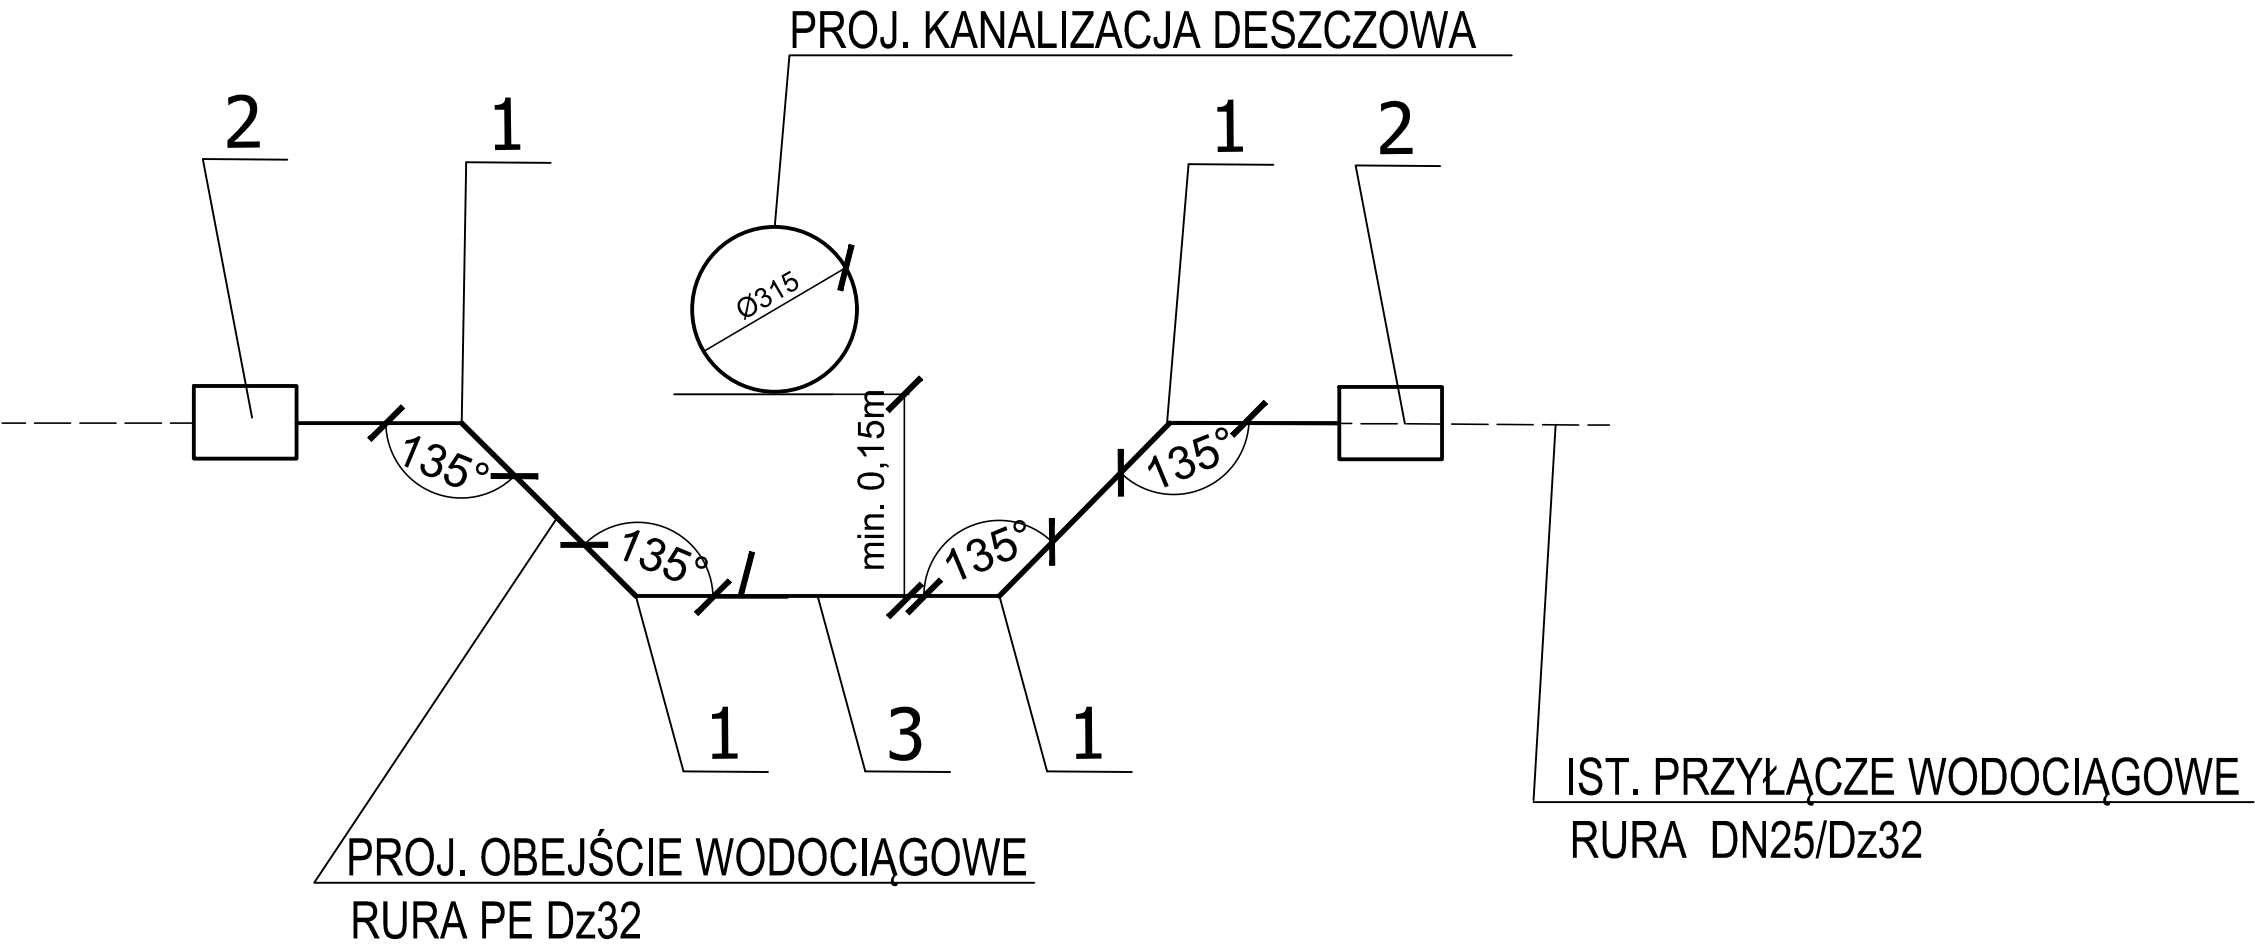 PROJ. KANALIZACJA DESZCZOWA
2
1
1
2
Ø315
min. 0,15m
135°
135°
135°
135°
1
3
1
IST. PRZYŁĄCZE WODOCIĄGOWE
RURA DN25/Dz32
PROJ. OBEJŚCIE WODOCIĄGOWE
RURA PE Dz32